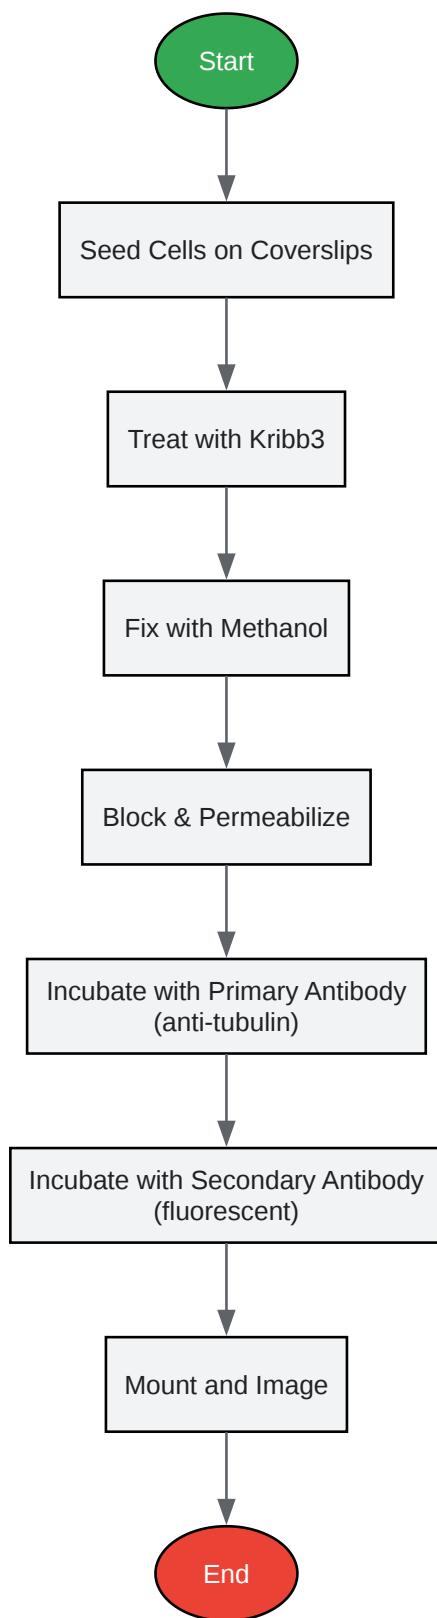 Start
Seed Cells on Coverslips
Treat with Kribb3
Fix with Methanol
Block & Permeabilize
Incubate with Primary Antibody
(anti-tubulin)
Incubate with Secondary Antibody
(fluorescent)
Mount and Image
End